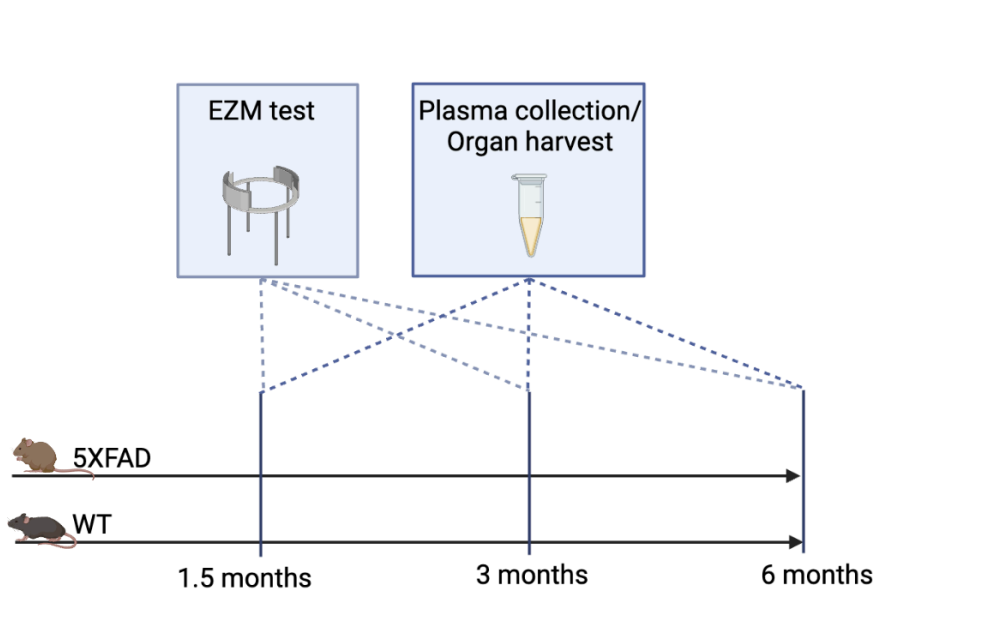 EZM test
Plasma collection/
Organ harvest
5XFAD
WT
1.5 months
3 months
6 months